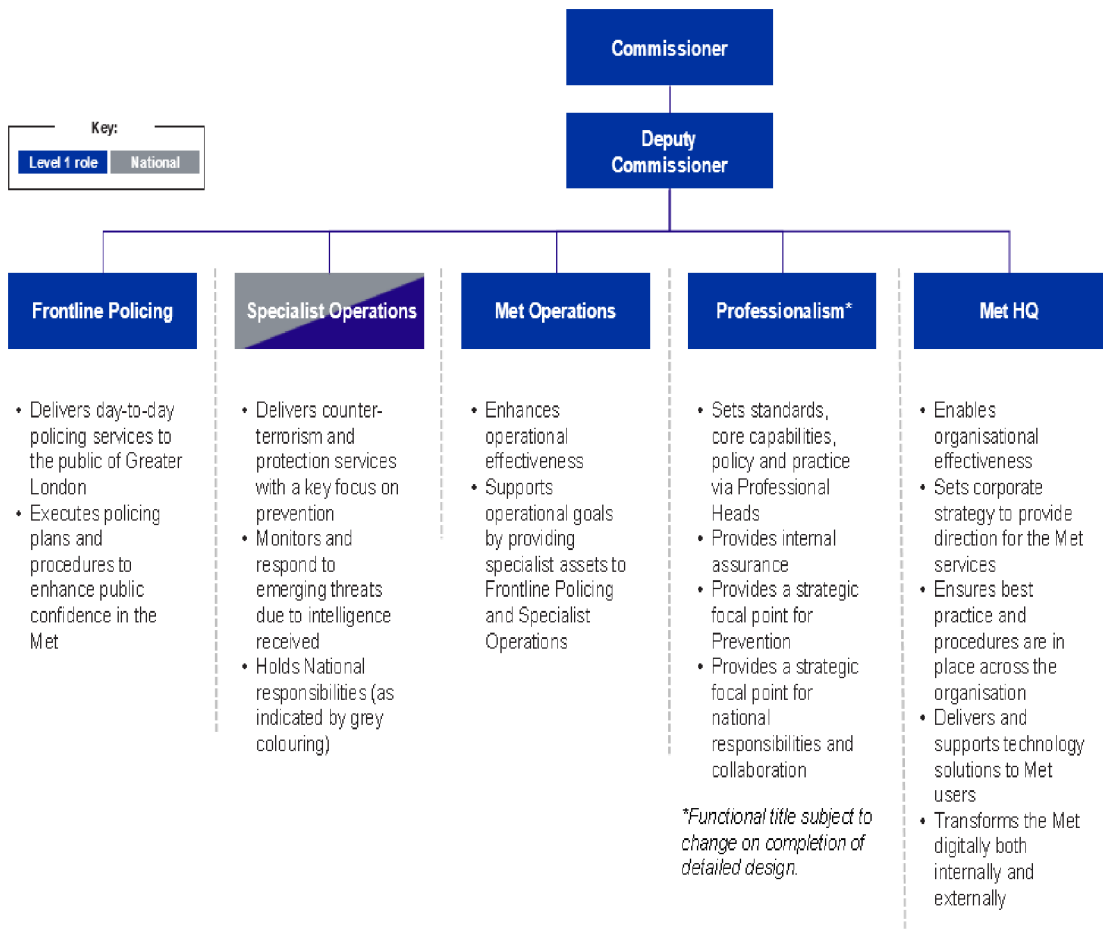 Commissioner
Key:
Level 1 role
National
Deputy
Commissioner
Frontline Policing
Specialist Operations
Met Operations
Professionalism*
Met HQ
• Delivers day-to-day
policing services to
the public of Greater
London
• Executes policing
plans and
procedures to
enhance public
confidence in the
Met
• Delivers counter-
terrorism and
protection services
with a key focus on
prevention
• Monitors and
respond to
emerging threats
due to intelligence
received
• Holds National
responsibilities (as
indicated by grey
colouring)
• Enhances
operational
effectiveness
• Supports
operational goals
by providing
specialist assets to
Frontline Policing
and Specialist
Operations
• Sets standards,
core capabilities,
policy and practice
via Professional
Heads
• Provides internal
assurance
• Provides a strategic
focal point for
Prevention
• Provides a strategic
focal point for
national
responsibilities and
collaboration
*Functional title subject to
change on completion of
detailed design.
• Enables
organisational
effectiveness
• Sets corporate
strategy to provide
direction for the Met
services
• Ensures best
practice and
procedures are in
place across the
organisation
• Delivers and
supports technology
solutions to Met
users
• Transforms the Met
digitally both
internally and
externally